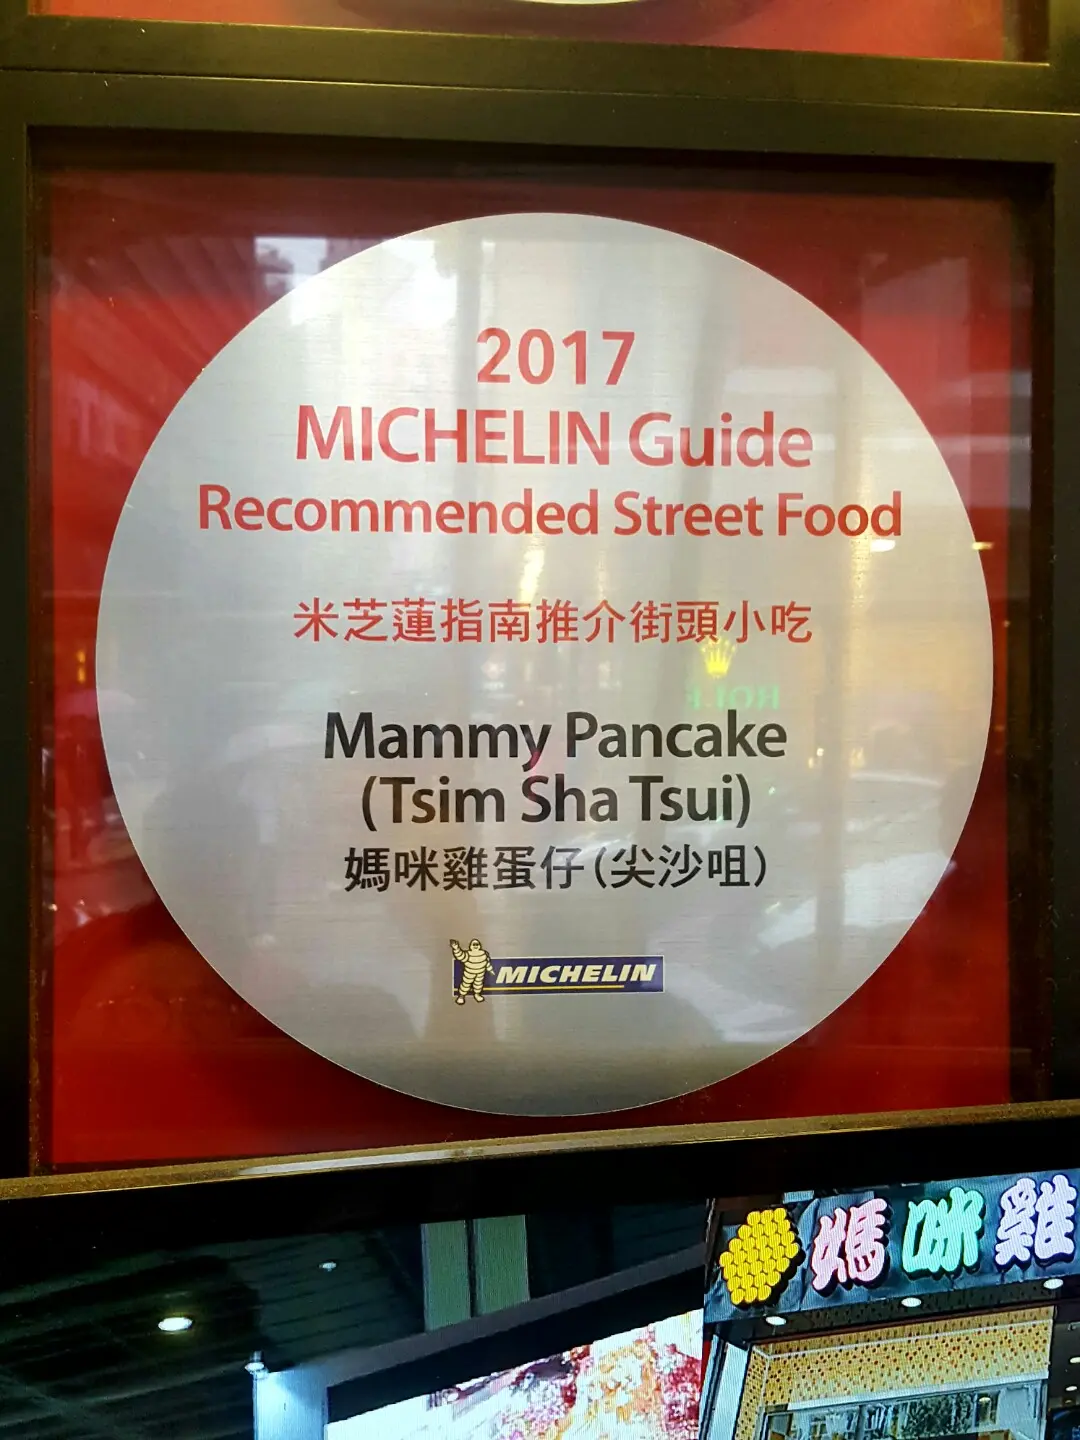 2017
MICHELIN Guide
Recommended Street Food
米芝蓮指南推介街頭小吃
Mammy Pancake
(Tsim Sha Tsui)
媽咪雞蛋仔(尖沙咀)
MICHELIN
媽咪雞